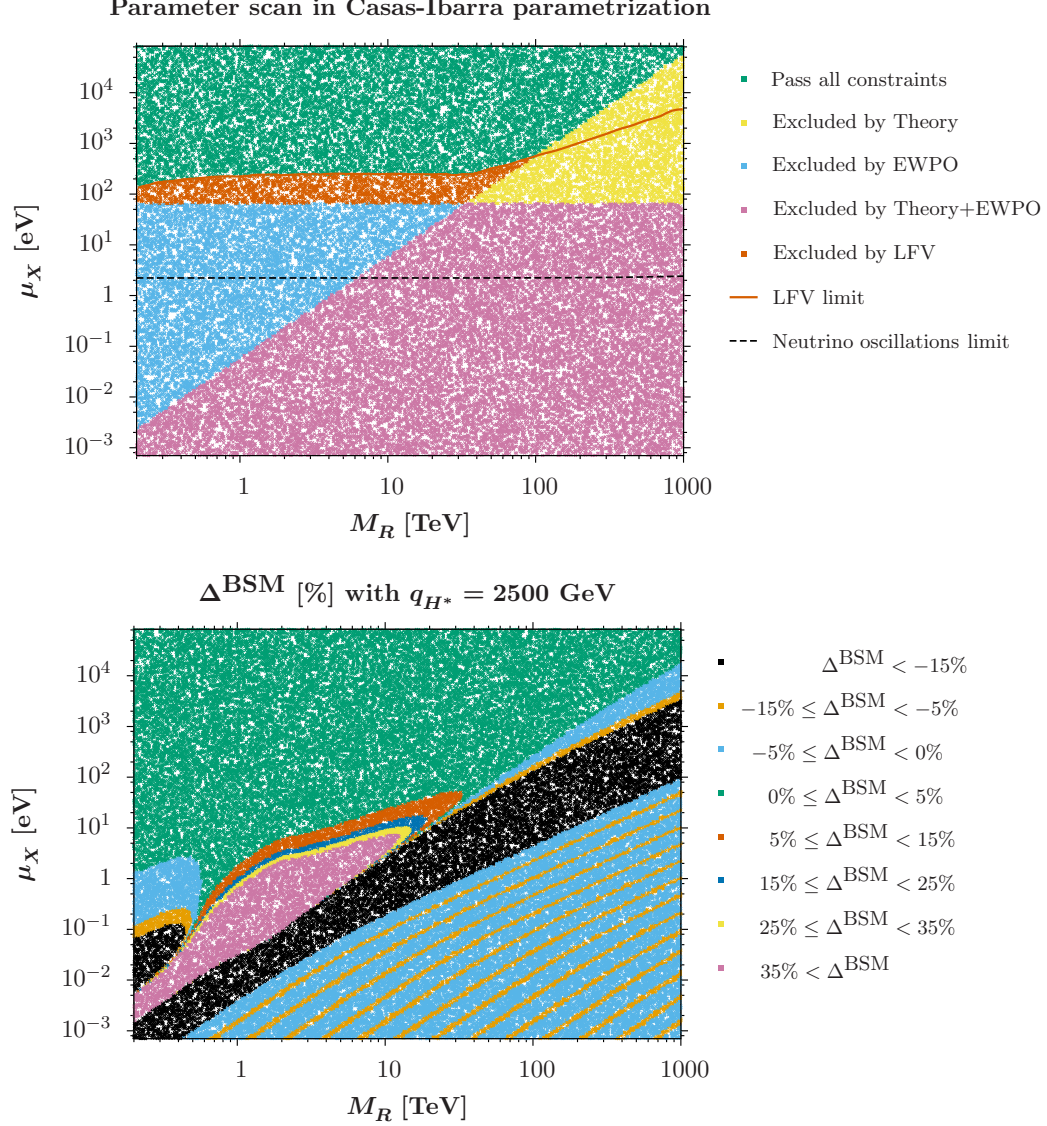 Parameter scan in Casas-Ibarra parametrization
μ_X [eV]
10^4
10^3
10^2
10^1
1
10^−1
10^−2
10^−3
1 10 100 1000
M_R [TeV]
Pass all constraints
Excluded by Theory
Excluded by EWPO
Excluded by Theory+EWPO
Excluded by LFV
LFV limit
Neutrino oscillations limit
Δ^BSM [%] with q_H* = 2500 GeV
μ_X [eV]
10^4
10^3
10^2
10^1
1
10^−1
10^−2
10^−3
1 10 100 1000
M_R [TeV]
Δ^BSM < −15%
−15% ≤ Δ^BSM < −5%
−5% ≤ Δ^BSM < 0%
0% ≤ Δ^BSM < 5%
5% ≤ Δ^BSM < 15%
15% ≤ Δ^BSM < 25%
25% ≤ Δ^BSM < 35%
35% < Δ^BSM